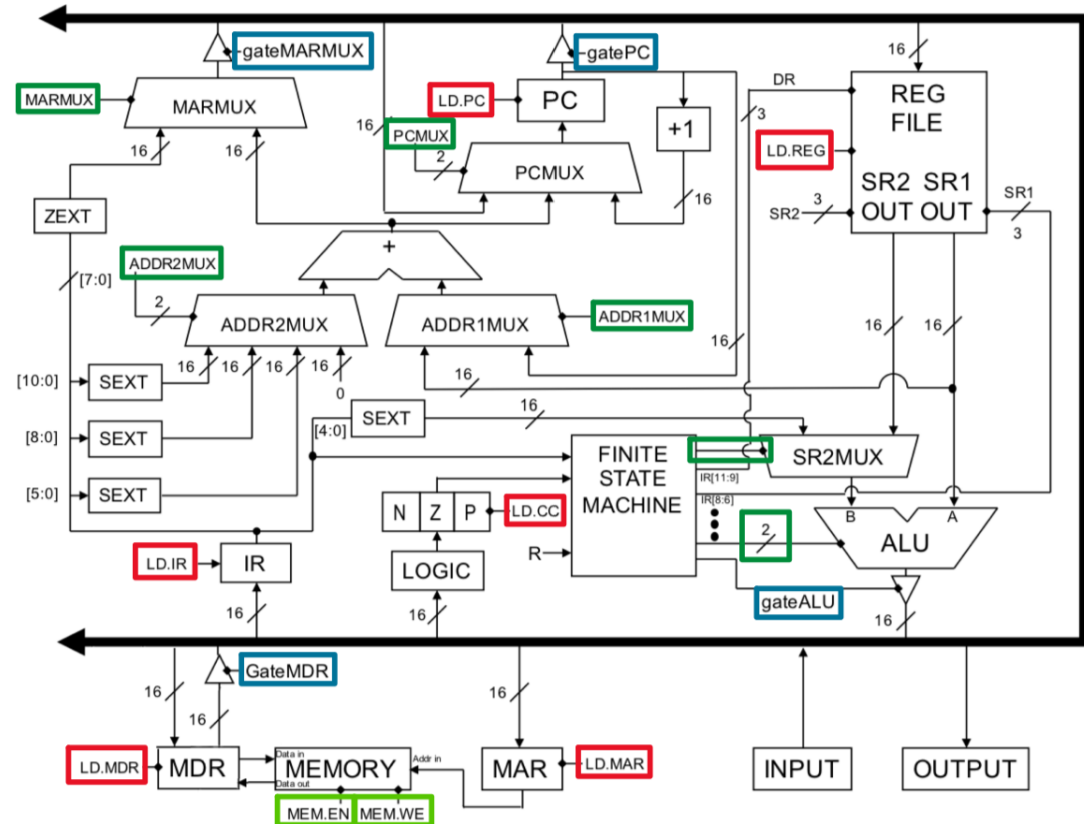 gateMARMUX
gatePC
16
DR
MARMUX
MARMUX
LD.PC
PC
16
PCMUX
2
PCMUX
+1
3
REG
FILE
LD.REG
16
16
ZEXT
16
SR2 SR1
OUT OUT
SR2
3
SR1
3
+
[7:0]
ADDR2MUX
2
ADDR2MUX
ADDR1MUX
ADDR1MUX
16
16
16
16 16 16 16
0
[10:0]
SEXT
16
[8:0]
SEXT
[4:0]
SEXT
16
[5:0]
SEXT
FINITE
STATE
MACHINE
SR2MUX
IR[11:9]
IR[8:6]
N Z P
LD.CC
B A
2
ALU
R
LD.IR
IR
LOGIC
gateALU
16
16
16
GateMDR
16
16
16
LD.MDR
MDR
Data in
Data out
MEMORY
Addr in
MAR
LD.MAR
INPUT
OUTPUT
MEM.EN
MEM.WE